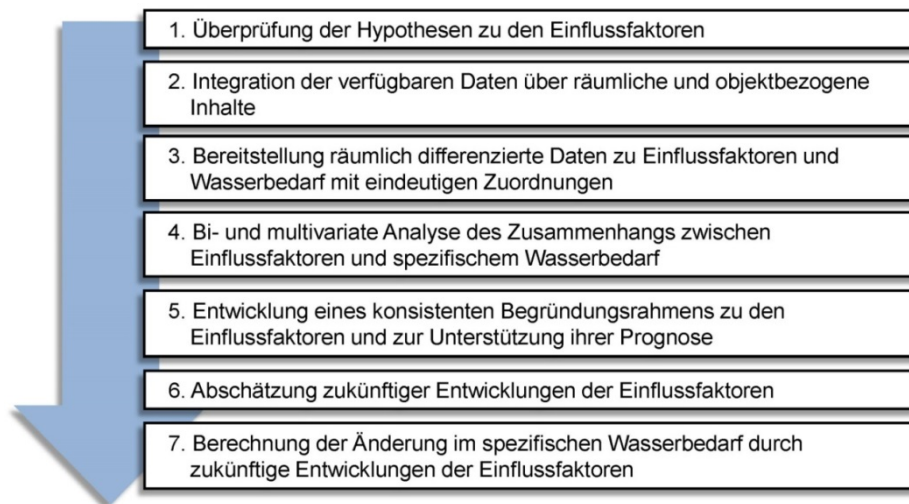 1. Überprüfung der Hypothesen zu den Einflussfaktoren
2. Integration der verfügbaren Daten über räumliche und objektbezogene
Inhalte
3. Bereitstellung räumlich differenzierte Daten zu Einflussfaktoren und
Wasserbedarf mit eindeutigen Zuordnungen
4. Bi- und multivariate Analyse des Zusammenhangs zwischen
Einflussfaktoren und spezifischem Wasserbedarf
5. Entwicklung eines konsistenten Begründungsrahmens zu den
Einflussfaktoren und zur Unterstützung ihrer Prognose
6. Abschätzung zukünftiger Entwicklungen der Einflussfaktoren
7. Berechnung der Änderung im spezifischen Wasserbedarf durch
zukünftige Entwicklungen der Einflussfaktoren